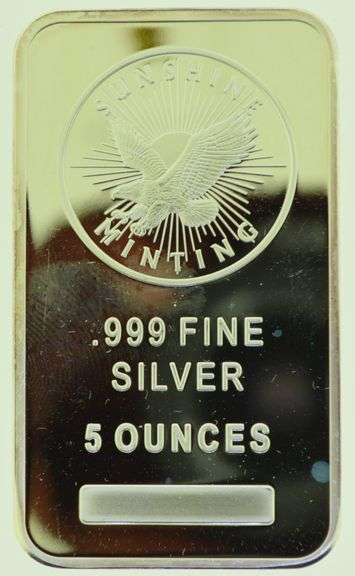 SUNSHINE
MINTING
.999 FINE
SILVER
5 OUNCES